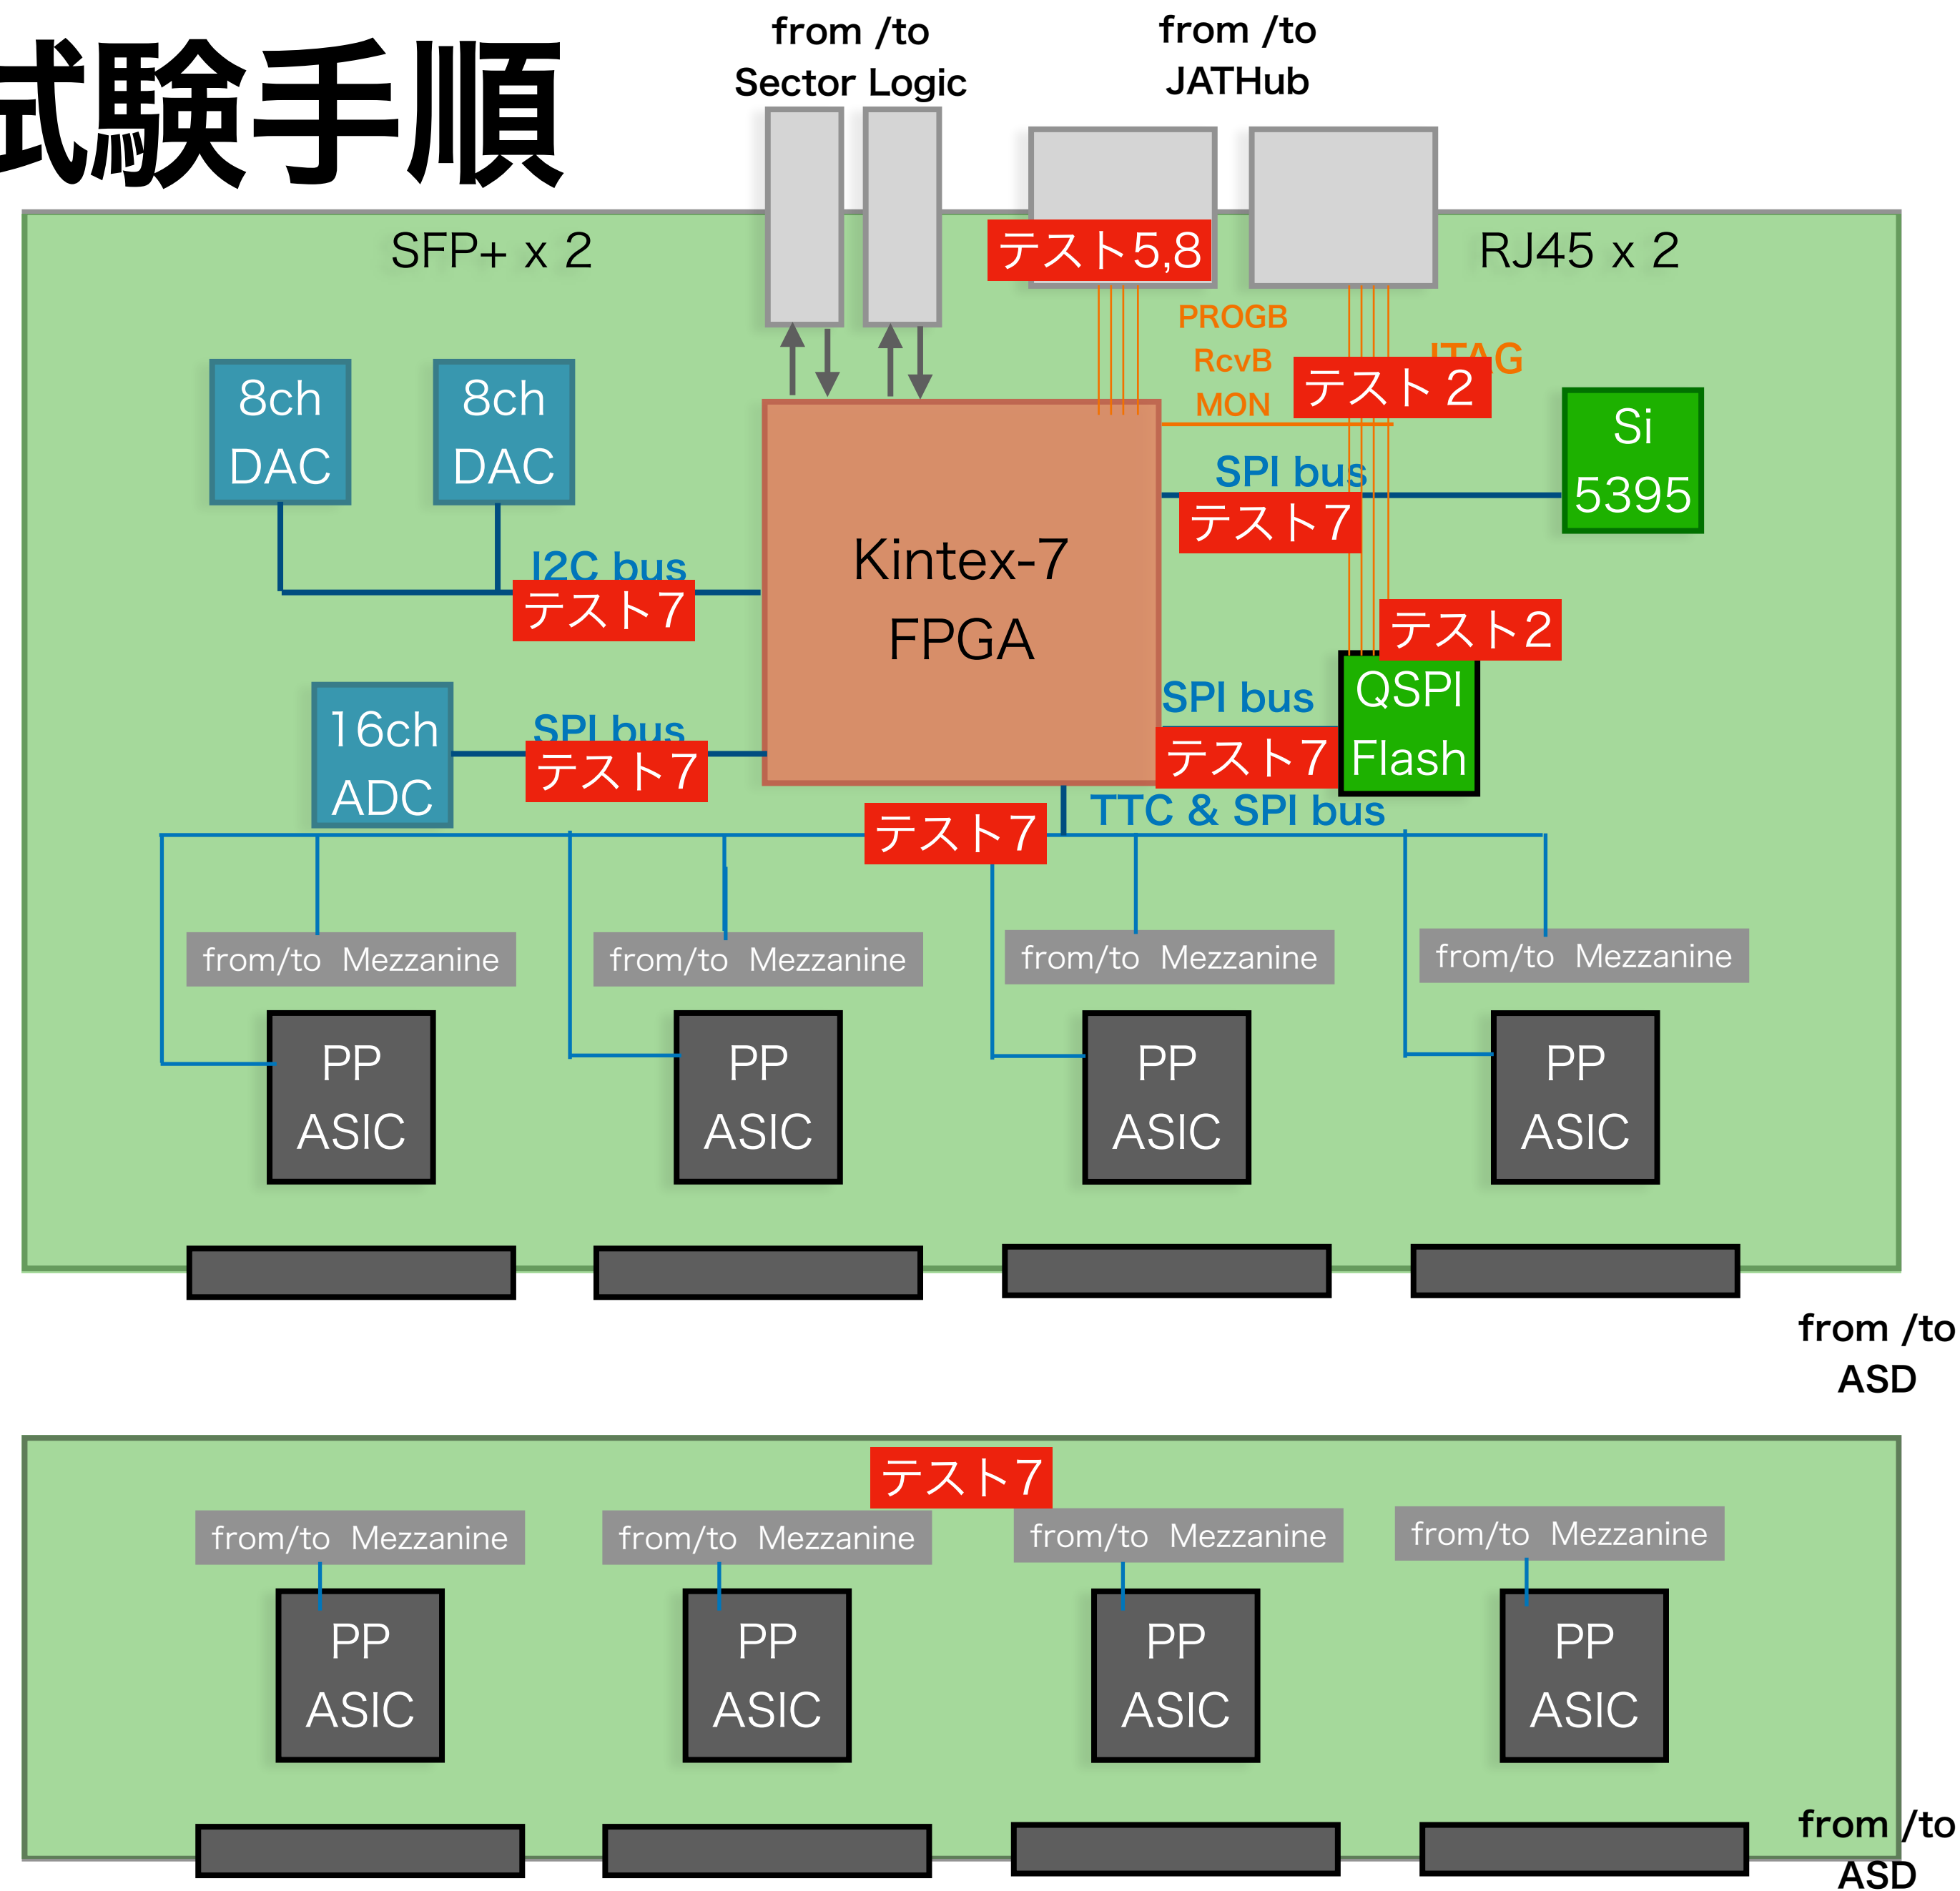 試験手順
from /to
Sector Logic
from /to
JATHub
SFP+ x 2
テスト5,8
RJ45 x 2
PROGB
RcvB
MON
JTAG
テスト 2
8ch
DAC
8ch
DAC
Si
5395
SPI bus
テスト7
Kintex-7
FPGA
I2C bus
テスト7
テスト2
QSPI
Flash
SPI bus
テスト7
16ch
ADC
SPI bus
テスト7
TTC & SPI bus
テスト7
from/to Mezzanine
from/to Mezzanine
from/to Mezzanine
from/to Mezzanine
PP
ASIC
PP
ASIC
PP
ASIC
PP
ASIC
from /to
ASD
テスト7
from/to Mezzanine
from/to Mezzanine
from/to Mezzanine
from/to Mezzanine
PP
ASIC
PP
ASIC
PP
ASIC
PP
ASIC
from /to
ASD